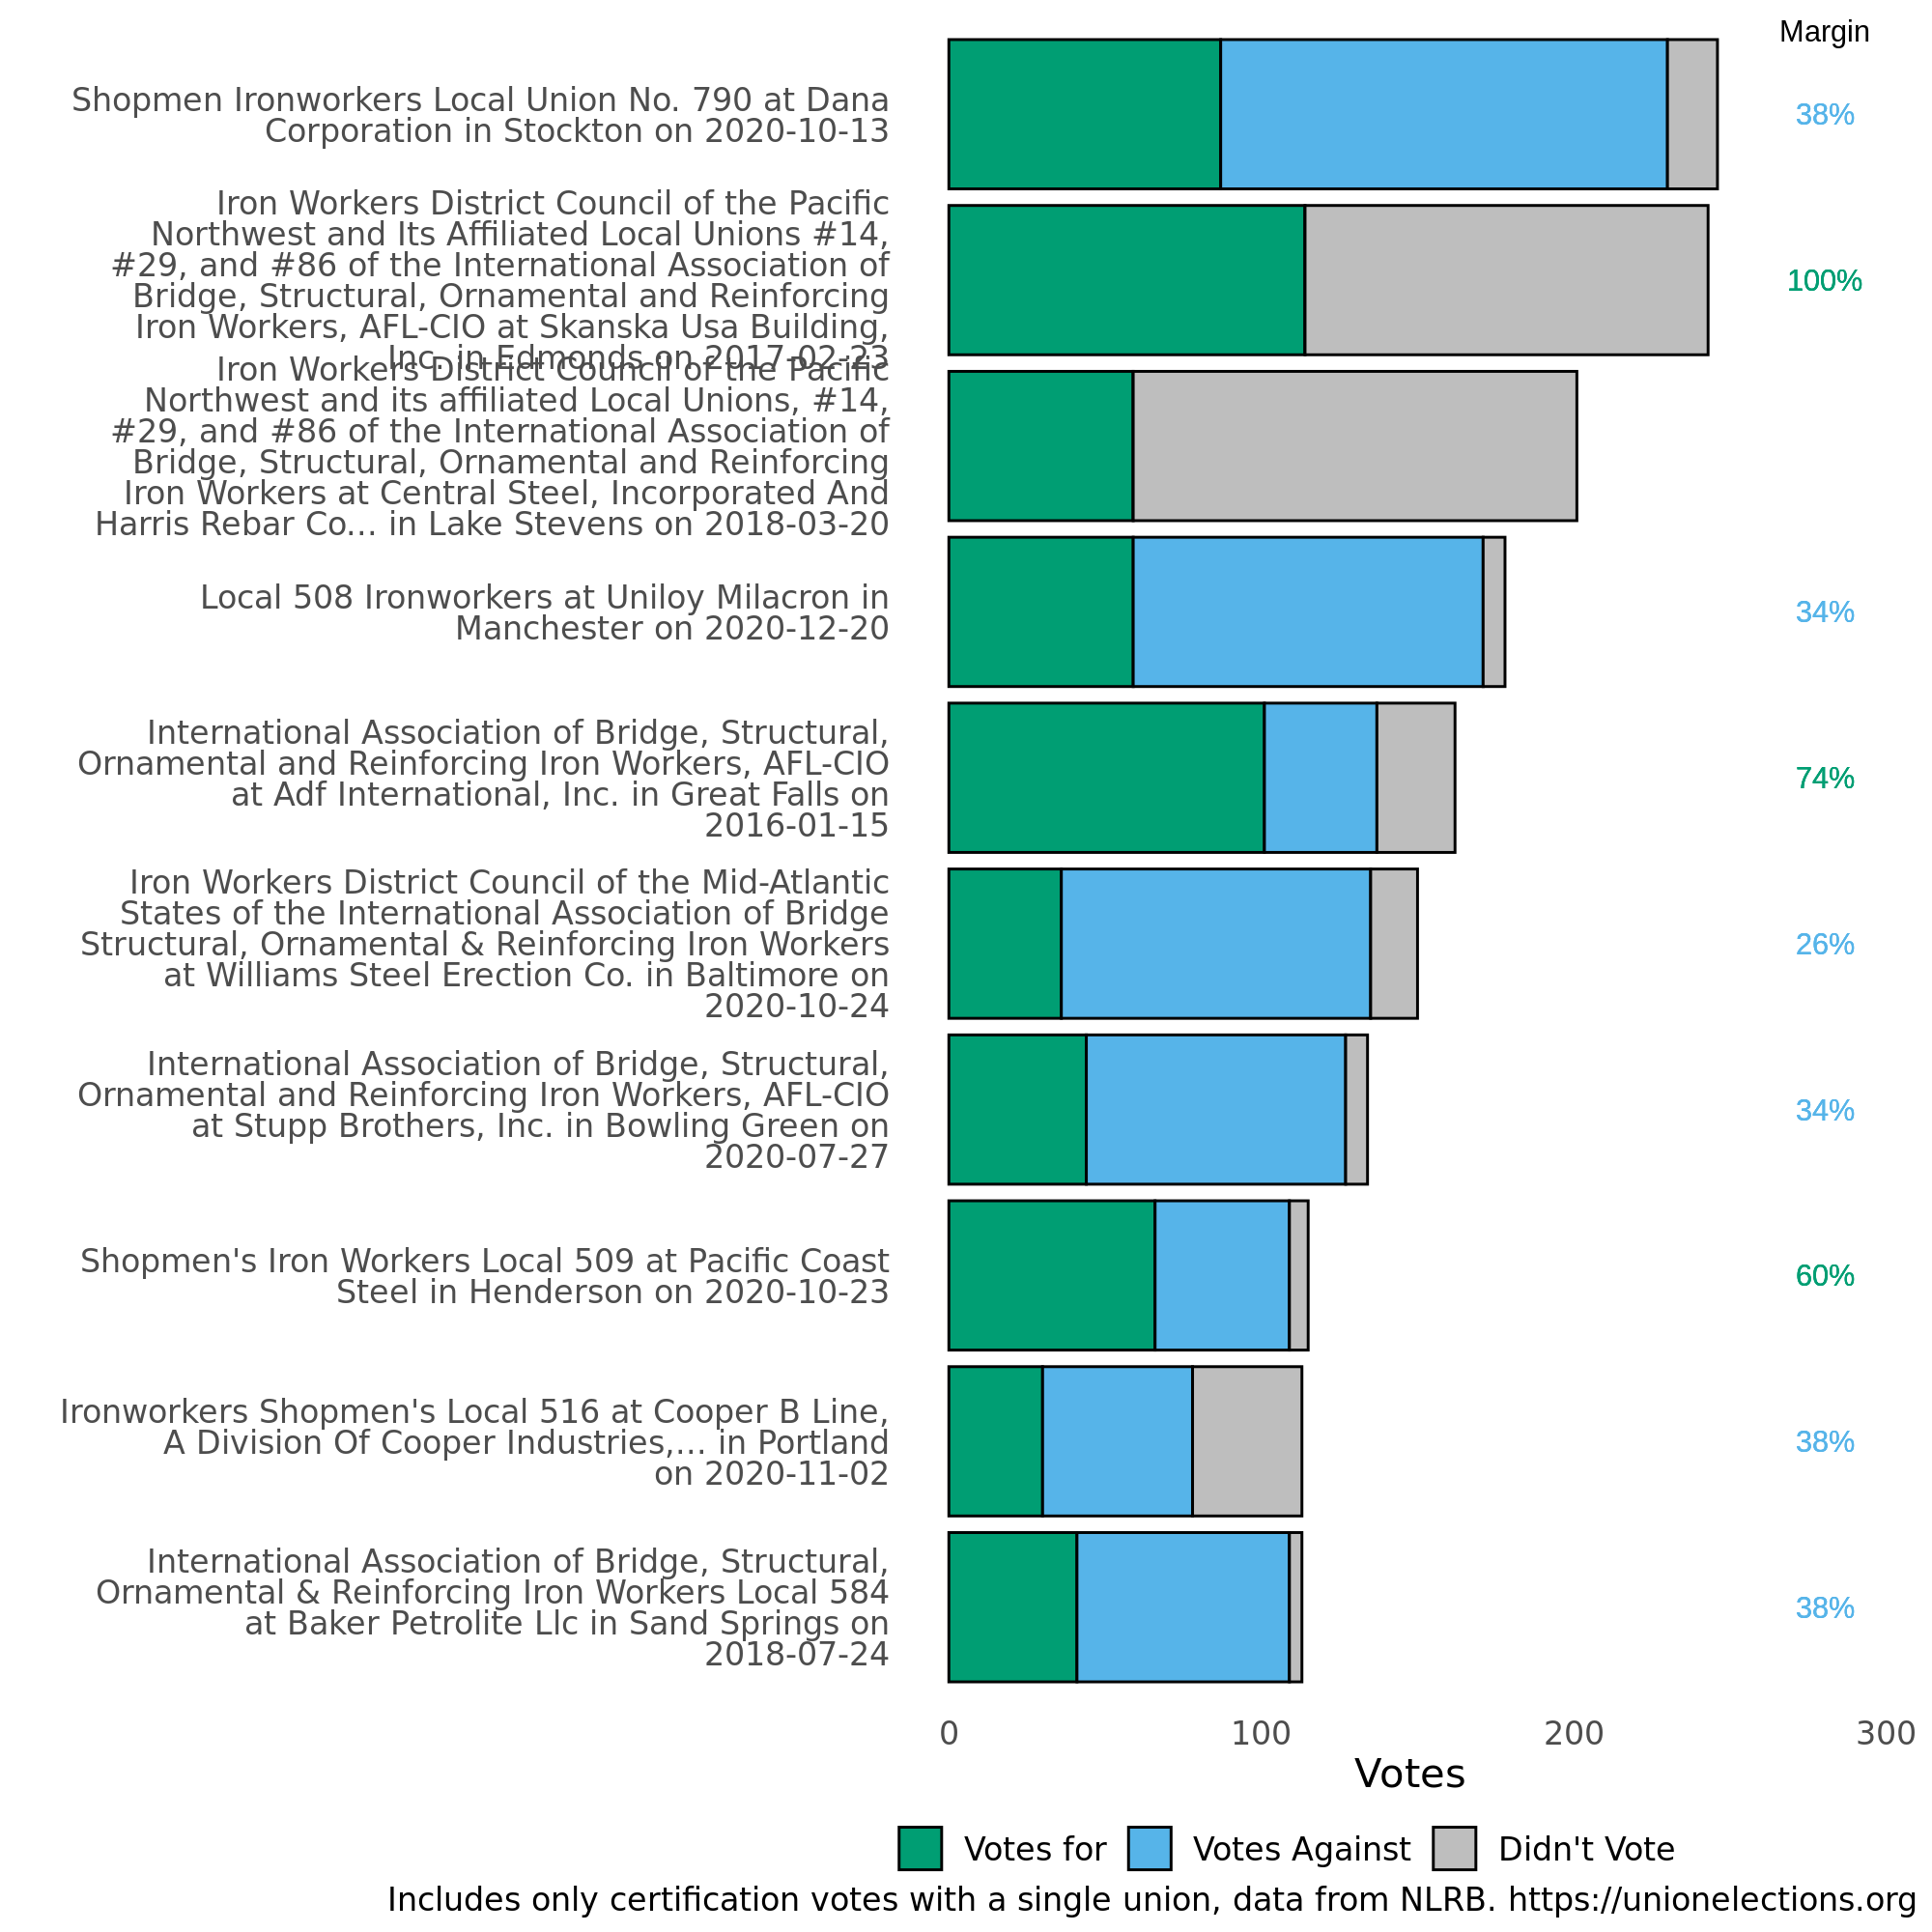 Margin
Shopmen Ironworkers Local Union No. 790 at Dana
Corporation in Stockton on 2020-10-13
38%
Iron Workers District Council of the Pacific
Northwest and Its Affiliated Local Unions #14,
#29, and #86 of the International Association of
Bridge, Structural, Ornamental and Reinforcing
Iron Workers, AFL-CIO at Skanska Usa Building,
Inc. in Edmonds on 2017-02-23
100%
Iron Workers District Council of the Pacific
Northwest and its affiliated Local Unions, #14,
#29, and #86 of the International Association of
Bridge, Structural, Ornamental and Reinforcing
Iron Workers at Central Steel, Incorporated And
Harris Rebar Co... in Lake Stevens on 2018-03-20
Local 508 Ironworkers at Uniloy Milacron in
Manchester on 2020-12-20
34%
International Association of Bridge, Structural,
Ornamental and Reinforcing Iron Workers, AFL-CIO
at Adf International, Inc. in Great Falls on
2016-01-15
74%
Iron Workers District Council of the Mid-Atlantic
States of the International Association of Bridge
Structural, Ornamental & Reinforcing Iron Workers
at Williams Steel Erection Co. in Baltimore on
2020-10-24
26%
International Association of Bridge, Structural,
Ornamental and Reinforcing Iron Workers, AFL-CIO
at Stupp Brothers, Inc. in Bowling Green on
2020-07-27
34%
Shopmen's Iron Workers Local 509 at Pacific Coast
Steel in Henderson on 2020-10-23
60%
Ironworkers Shopmen's Local 516 at Cooper B Line,
A Division Of Cooper Industries,... in Portland
on 2020-11-02
38%
International Association of Bridge, Structural,
Ornamental & Reinforcing Iron Workers Local 584
at Baker Petrolite Llc in Sand Springs on
2018-07-24
38%
0 100 200 300
Votes
Votes for Votes Against Didn't Vote
Includes only certification votes with a single union, data from NLRB. https://unionelections.org